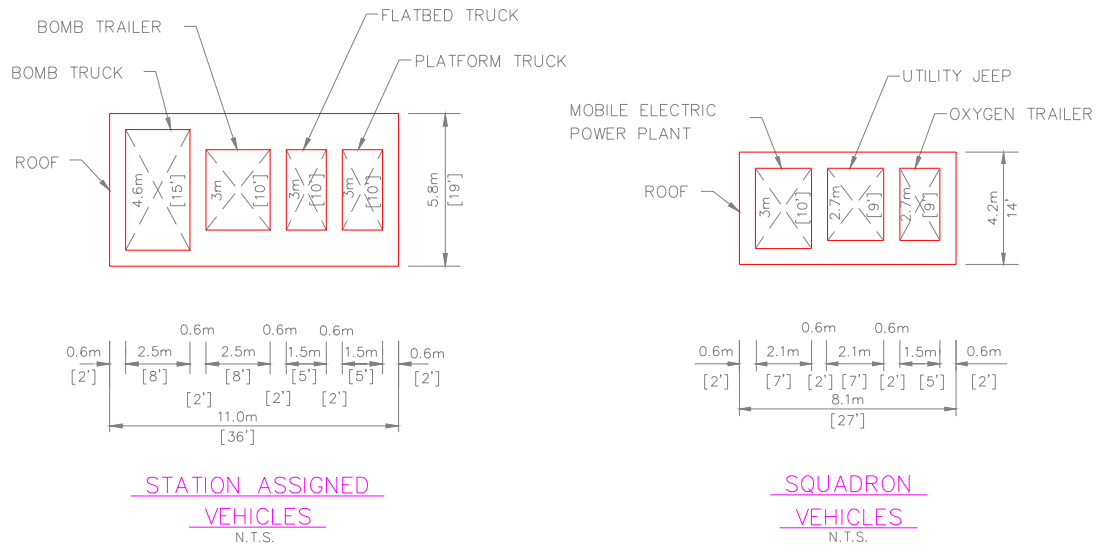 BOMB TRAILER
FLATBED TRUCK
BOMB TRUCK
PLATFORM TRUCK
ROOF
4.6m
[15']
3m
[10']
3m
[10']
3m
[10']
5.8m
[19']
0.6m 0.6m 0.6m
0.6m 2.5m 2.5m 1.5m 1.5m 0.6m
[2'] [8'] [8'] [5'] [5'] [2']
[2'] [2'] [2']
11.0m
[36']
STATION ASSIGNED
VEHICLES
N.T.S.
UTILITY JEEP
MOBILE ELECTRIC
POWER PLANT
OXYGEN TRAILER
ROOF
3m
[10']
2.7m
[9']
2.7m
[9']
4.2m
14'
0.6m 0.6m
0.6m 2.1m 2.1m 1.5m 0.6m
[2'] [7'] [2'] [7'] [2'] [5'] [2']
8.1m
[27']
SQUADRON
VEHICLES
N.T.S.